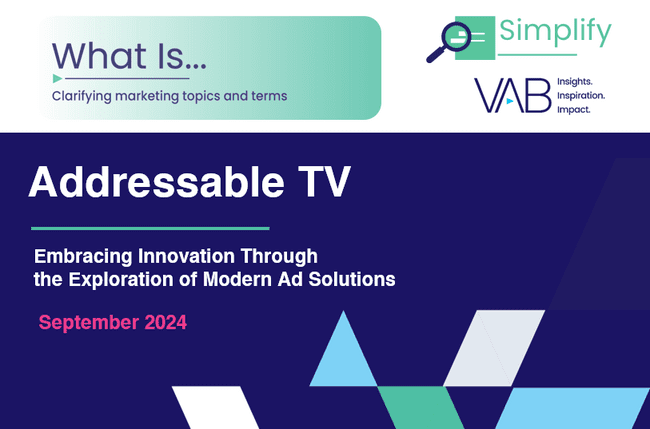 What Is...
Clarifying marketing topics and terms
Simplify
VAB
Insights.
Inspiration.
Impact.
Addressable TV
Embracing Innovation Through
the Exploration of Modern Ad Solutions
September 2024